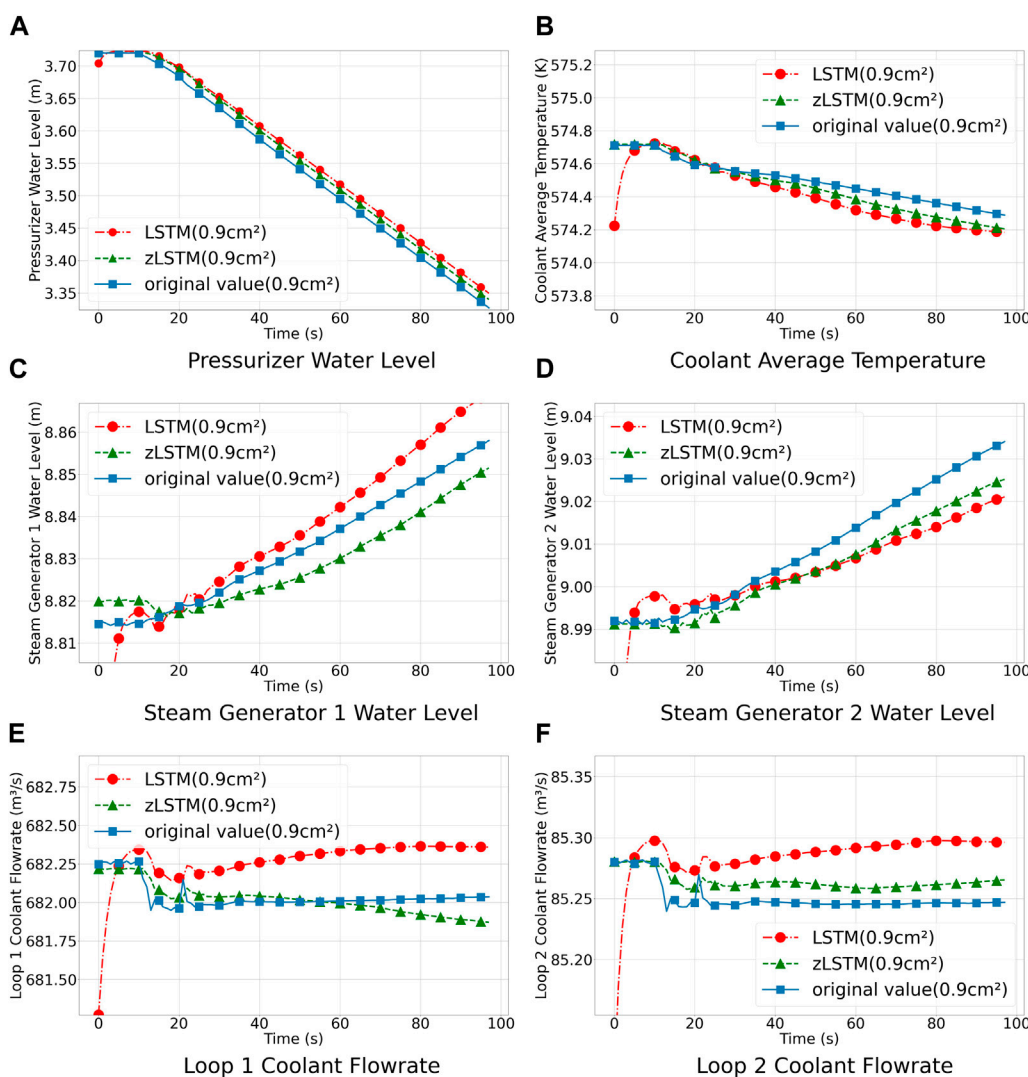 A
3.70
3.65
3.60
3.55
3.50
3.45
3.40
3.35
Pressurizer Water Level (m)
LSTM(0.9cm²)
zLSTM(0.9cm²)
original value(0.9cm²)
0 20 40 60 80 100
Time (s)
Pressurizer Water Level
B
575.2
575.0
574.8
574.6
574.4
574.2
574.0
573.8
Coolant Average Temperature (K)
LSTM(0.9cm²)
zLSTM(0.9cm²)
original value(0.9cm²)
0 20 40 60 80 100
Time (s)
Coolant Average Temperature
C
8.86
8.85
8.84
8.83
8.82
8.81
Steam Generator 1 Water Level (m)
LSTM(0.9cm²)
zLSTM(0.9cm²)
original value(0.9cm²)
0 20 40 60 80 100
Time (s)
Steam Generator 1 Water Level
D
9.04
9.03
9.02
9.01
9.00
8.99
Steam Generator 2 Water Level (m)
LSTM(0.9cm²)
zLSTM(0.9cm²)
original value(0.9cm²)
0 20 40 60 80 100
Time (s)
Steam Generator 2 Water Level
E
682.75
682.50
682.25
682.00
681.75
681.50
Loop 1 Coolant Flowrate (m³/s)
LSTM(0.9cm²)
zLSTM(0.9cm²)
original value(0.9cm²)
0 20 40 60 80 100
Time (s)
Loop 1 Coolant Flowrate
F
85.35
85.30
85.25
85.20
Loop 2 Coolant Flowrate (m³/s)
LSTM(0.9cm²)
zLSTM(0.9cm²)
original value(0.9cm²)
0 20 40 60 80 100
Time (s)
Loop 2 Coolant Flowrate